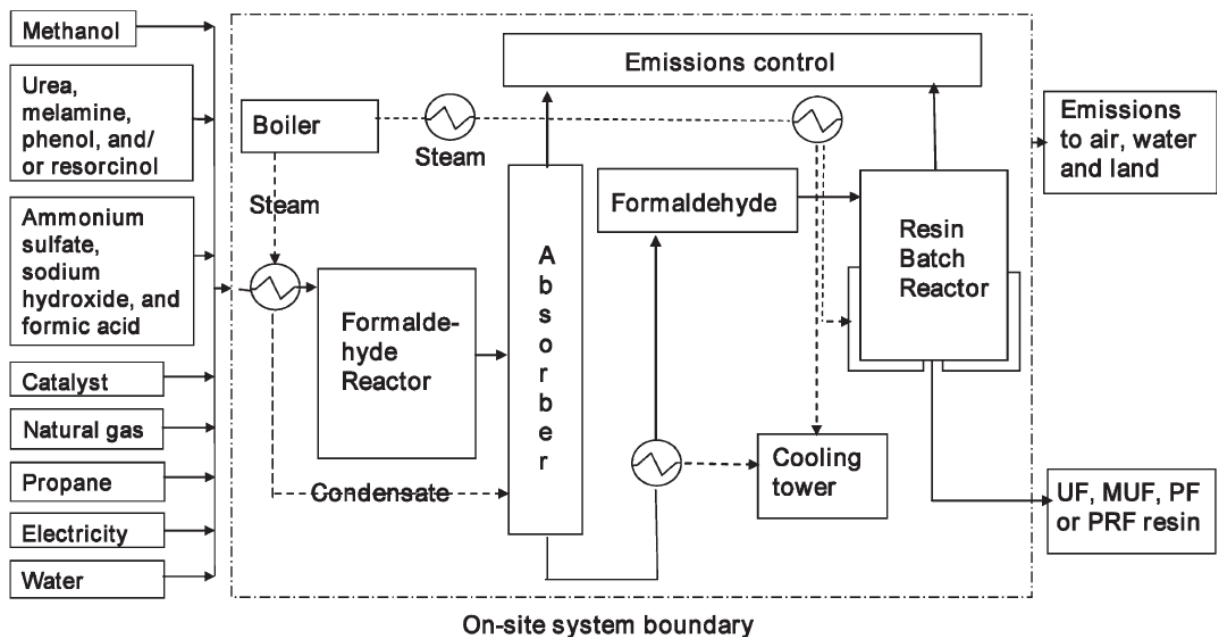 Methanol
Urea,
melamine,
phenol, and/
or resorcinol
Ammonium
sulfate,
sodium
hydroxide, and
formic acid
Catalyst
Natural gas
Propane
Electricity
Water
Emissions control
Boiler
Steam
Steam
Formalde-
hyde
Reactor
Condensate
Absorber
Formaldehyde
Resin
Batch
Reactor
Cooling
tower
Emissions
to air, water
and land
UF, MUF, PF
or PRF resin
On-site system boundary